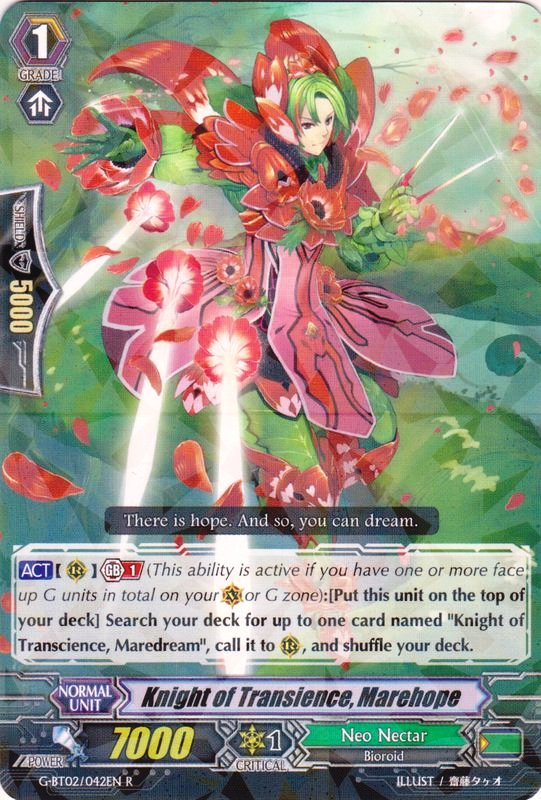 1
GRADE
SHIELD
5000
There is hope. And so, you can dream.
ACT【R】GB 1 (This ability is active if you have one or more face
up G units in total on your V or G zone):[Put this unit on the top of
your deck] Search your deck for up to one card named "Knight of
Transcience, Maredream", call it to R, and shuffle your deck.
NORMAL
UNIT
Knight of Transience, Marehope
POWER
7000
1
CRITICAL
Neo Nectar
Bioroid
G-BT02/042EN R
ILLUST / 齋藤タケオ